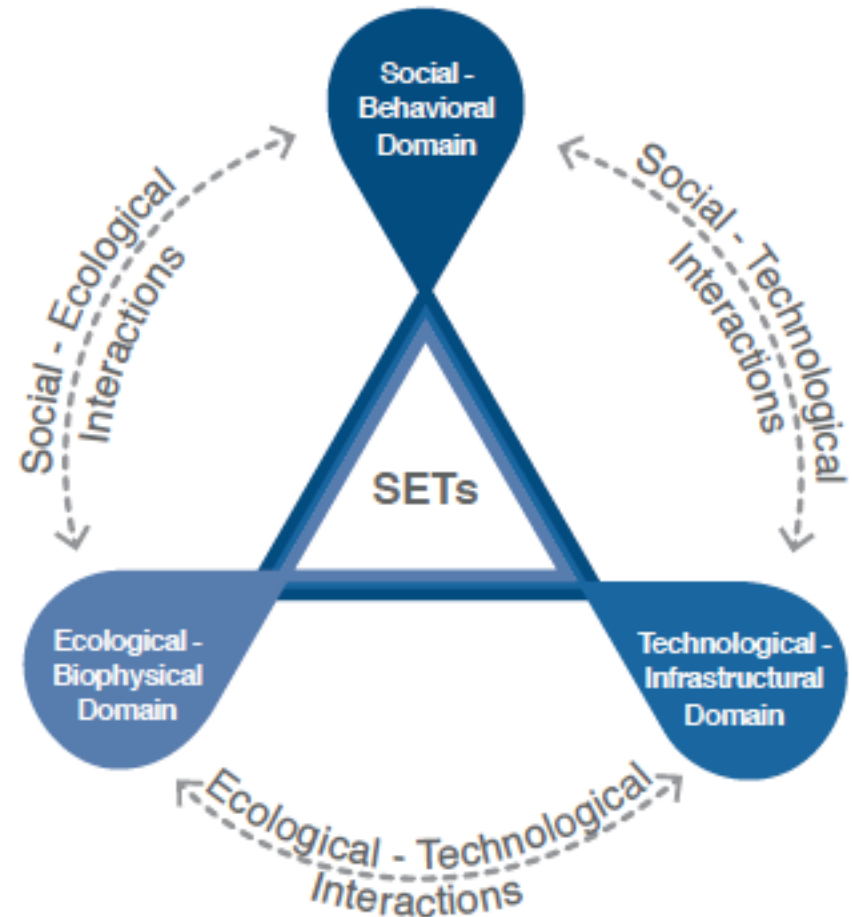 Social -
Behavioral
Domain
Social - Ecological
Interactions
Social - Technological
Interactions
SETs
Ecological -
Biophysical
Domain
Technological -
Infrastructural
Domain
Ecological - Technological
Interactions